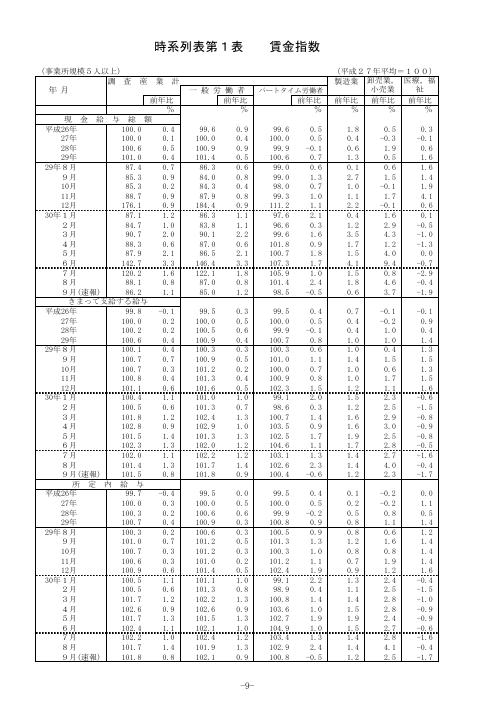 時系列表第１表　　賃金指数
（事業所規模５人以上）　（平成２７年平均＝１００）
年 月 調 査 産 業 計 製造業 卸売業, 医療, 福
一 般 労 働 者 パートタイム労働者 小売業 祉
前年比 前年比 前年比 前年比 前年比 前年比
％ ％ ％ ％ ％ ％
現 金 給 与 総 額
平成26年 100.0 0.4 99.6 0.9 99.6 0.5 1.8 0.5 0.3
27年 100.0 0.1 100.0 0.4 100.0 0.5 0.4 −0.3 −0.1
28年 100.6 0.5 100.9 0.9 99.9 −0.1 0.6 1.9 0.6
29年 101.0 0.4 101.4 0.5 100.6 0.7 1.3 0.5 1.6
29年８月 87.4 0.7 86.3 0.6 99.0 0.6 0.1 0.6 1.6
９月 85.3 0.9 84.0 0.8 99.0 1.3 2.7 1.5 1.4
10月 85.3 0.2 84.3 0.4 98.0 0.7 1.0 −0.1 1.9
11月 88.7 0.9 87.9 0.8 99.3 1.0 1.1 1.7 4.1
12月 176.1 0.9 184.4 0.9 111.2 1.1 2.2 −0.1 0.6
30年１月 87.1 1.2 86.3 1.1 97.6 2.1 0.4 1.6 0.1
２月 84.7 1.0 83.8 1.1 96.6 0.3 1.2 2.9 −0.5
３月 90.7 2.0 90.1 2.2 99.6 1.6 3.5 4.3 −1.0
４月 88.3 0.6 87.0 0.6 101.8 0.9 1.7 1.2 −1.3
５月 87.9 2.1 86.5 2.1 100.7 1.8 1.5 4.0 0.0
６月 142.7 3.3 146.4 3.3 107.3 1.7 4.1 9.4 −0.7
７月 120.2 1.6 122.1 1.8 105.9 1.0 1.5 0.8 −2.9
８月 88.1 0.8 87.0 0.8 101.4 2.4 1.8 4.6 −0.4
９月(速報) 86.2 1.1 85.0 1.2 98.5 −0.5 0.6 3.7 −1.9
きまって支給する給与
平成26年 99.8 −0.1 99.5 0.3 99.5 0.4 0.7 −0.1 −0.1
27年 100.0 0.2 100.0 0.5 100.0 0.5 0.4 −0.2 0.9
28年 100.2 0.2 100.5 0.6 99.9 −0.1 0.4 1.0 0.4
29年 100.6 0.4 100.9 0.4 100.7 0.8 1.0 1.0 1.4
29年８月 100.1 0.4 100.3 0.3 100.3 0.6 1.0 0.4 1.3
９月 100.7 0.7 100.9 0.5 101.0 1.1 1.4 1.5 1.5
10月 100.7 0.3 101.2 0.2 100.0 0.7 1.0 0.6 1.3
11月 100.8 0.4 101.3 0.4 100.9 0.8 1.0 1.7 1.5
12月 101.1 0.6 101.6 0.5 102.3 1.5 1.2 1.1 1.6
30年１月 100.4 1.1 101.0 1.0 99.1 2.0 1.5 2.3 −0.6
２月 100.5 0.6 101.3 0.7 98.6 0.3 1.2 2.5 −1.5
３月 101.8 1.2 102.4 1.3 100.7 1.4 1.6 2.9 −0.8
４月 102.8 0.9 102.9 1.0 103.5 0.9 1.6 3.0 −0.9
５月 101.5 1.4 101.3 1.3 102.5 1.7 1.9 2.5 −0.8
６月 102.3 1.3 102.0 1.2 104.6 1.1 1.7 2.8 −0.5
７月 102.0 1.1 102.2 1.2 103.1 1.3 1.4 2.7 −1.6
８月 101.4 1.3 101.7 1.4 102.6 2.3 1.4 4.0 −0.4
９月(速報) 101.5 0.8 101.8 0.9 100.4 −0.6 1.2 2.3 −1.7
所 定 内 給 与
平成26年 99.7 −0.4 99.5 0.0 99.5 0.4 0.1 −0.2 0.0
27年 100.0 0.3 100.0 0.5 100.0 0.5 0.2 −0.2 1.1
28年 100.3 0.2 100.6 0.6 99.9 −0.2 0.5 0.8 0.5
29年 100.7 0.4 100.9 0.3 100.8 0.9 0.8 1.1 1.4
29年８月 100.3 0.2 100.6 0.3 100.5 0.9 0.8 0.6 1.2
９月 101.0 0.7 101.2 0.5 101.3 1.3 1.2 1.6 1.4
10月 100.7 0.3 101.2 0.3 100.3 1.0 0.8 0.8 1.4
11月 100.6 0.3 101.0 0.2 101.2 1.1 0.7 1.9 1.4
12月 100.9 0.6 101.4 0.5 102.4 1.9 0.9 1.2 1.6
30年１月 100.5 1.1 101.1 1.0 99.1 2.2 1.3 2.4 −0.4
２月 100.5 0.6 101.3 0.8 98.9 0.4 1.1 2.5 −1.5
３月 101.7 1.2 102.2 1.3 100.8 1.4 1.4 2.8 −1.0
４月 102.6 0.9 102.6 0.9 103.6 1.0 1.5 2.8 −0.9
５月 101.7 1.3 101.5 1.3 102.7 1.9 1.9 2.4 −0.9
６月 102.4 1.1 102.1 1.0 104.9 1.0 1.5 2.7 −0.6
７月 102.2 1.0 102.4 1.2 103.4 1.3 1.4 2.8 −1.6
８月 101.7 1.4 101.9 1.3 102.9 2.4 1.4 4.1 −0.4
９月(速報) 101.8 0.8 102.1 0.9 100.8 −0.5 1.2 2.5 −1.7
-9-